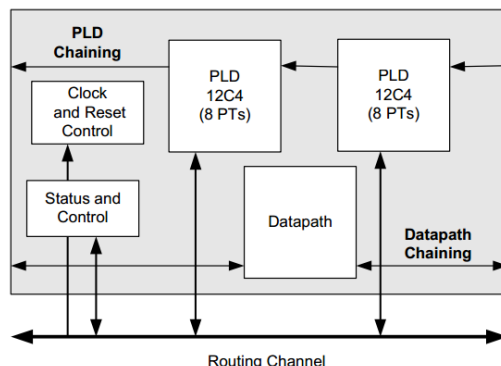 PLD
Chaining
PLD
12C4
(8 PTs)
PLD
12C4
(8 PTs)
Clock
and Reset
Control
Status and
Control
Datapath
Datapath
Chaining
Routing Channel